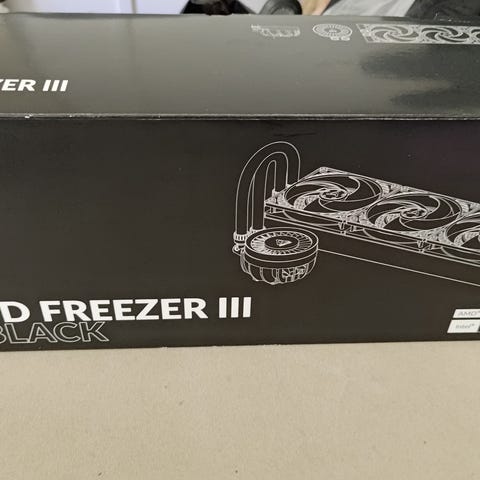 ZER III
D FREEZER III
BLACK
AMD
intel